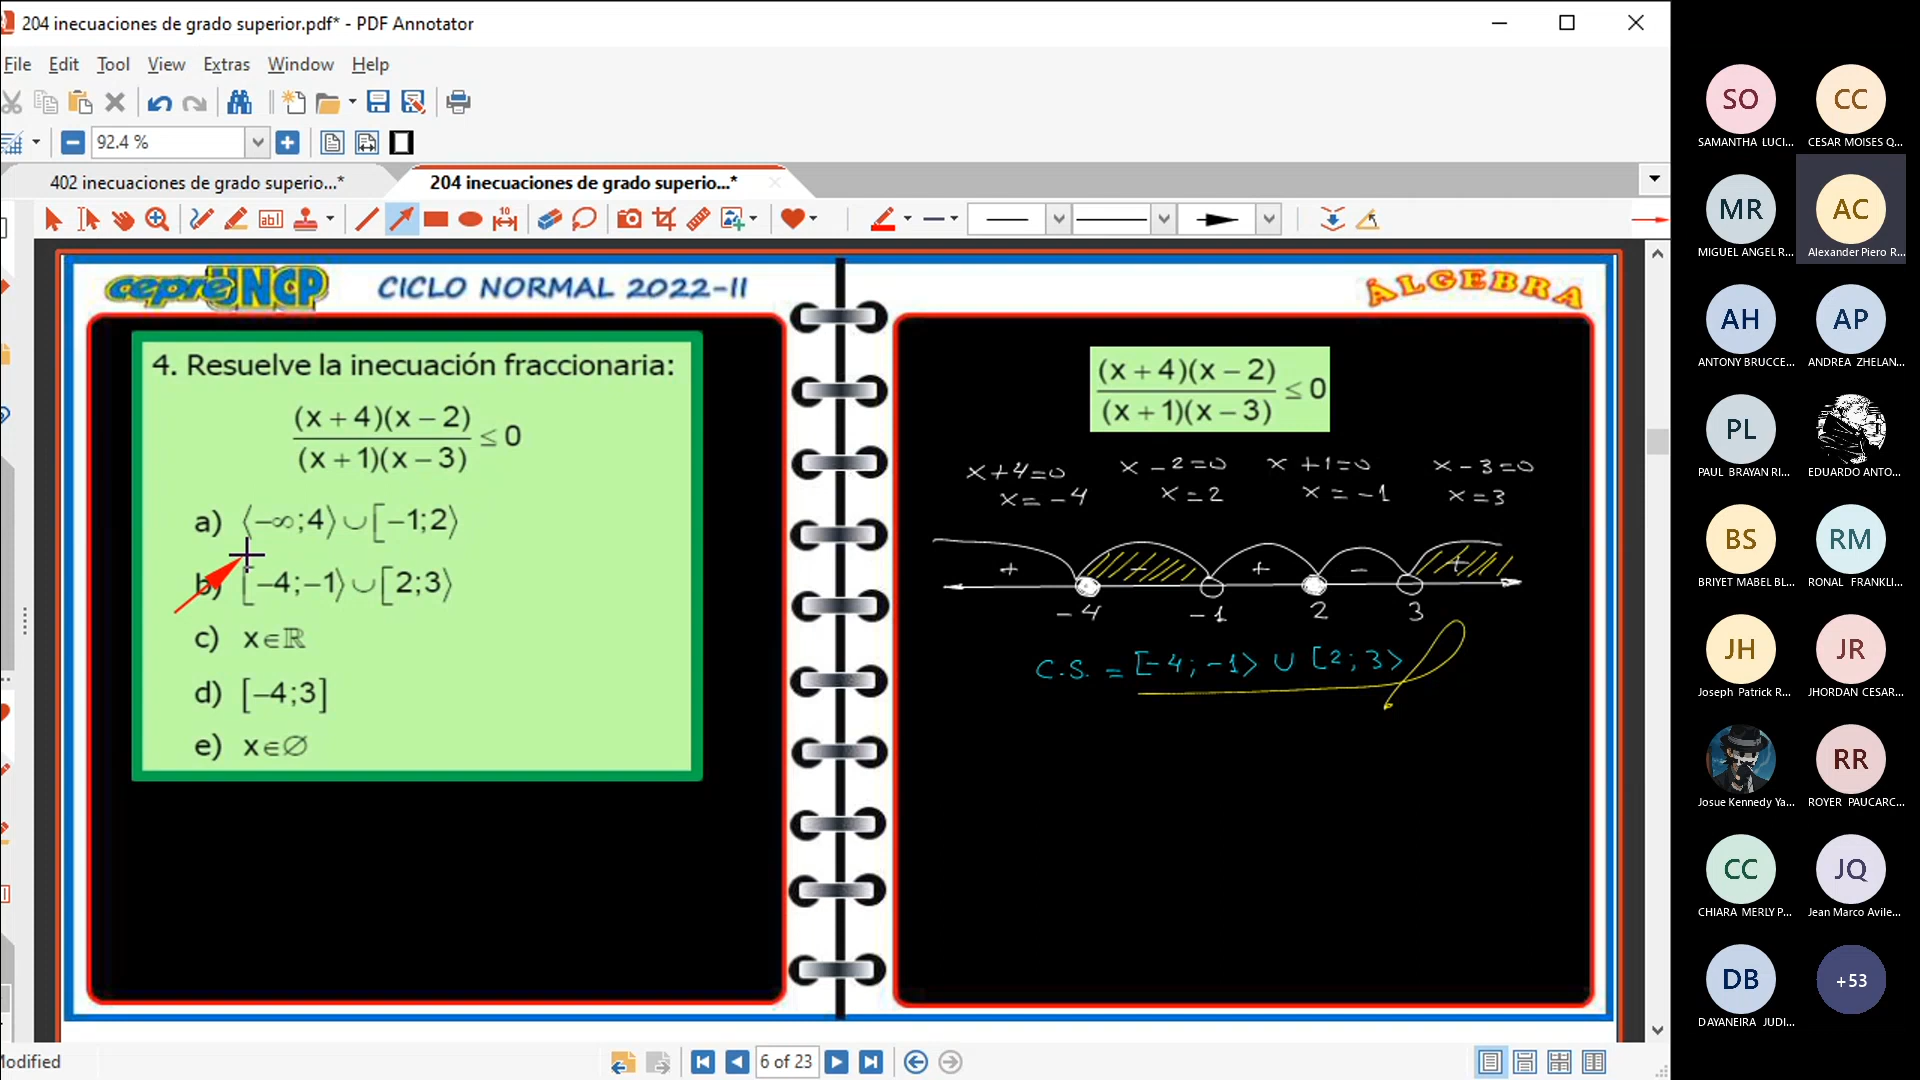 204 inecuaciones de grado superior.pdf* - PDF Annotator
File Edit Tool View Extras Window Help
92.4 %
402 inecuaciones de grado superio...*
204 inecuaciones de grado superio...*
cepreUNCP
CICLO NORMAL 2022-II
ÁLGEBRA
4. Resuelve la inecuación fraccionaria:
(x + 4)(x − 2)
≤ 0
(x + 1)(x − 3)
a) ⟨−∞;4⟩∪[−1;2⟩
b) [−4;−1⟩∪[2;3⟩
c) x∈ℝ
d) [−4;3]
e) x∈∅
(x + 4)(x − 2)
≤ 0
(x + 1)(x − 3)
x+4=0 x-2=0 x+1=0 x-3=0
x=-4 x=2 x=-1 x=3
+ - + - +
-4 -1 2 3
C.S. = [-4; -1> ∪ [2; 3>
SO
SAMANTHA LUCI...
CC
CESAR MOISES Q...
MR
MIGUEL ANGEL R...
AC
Alexander Piero R...
AH
ANTONY BRUCCE...
AP
ANDREA ZHELAN...
PL
PAUL BRAYAN RI...
EDUARDO ANTO...
BS
BRIYET MABEL BL...
RM
RONAL FRANKLI...
JH
Joseph Patrick R...
JR
JHORDAN CESAR...
Josue Kennedy Ya...
RR
ROYER PAUCARC...
CC
CHIARA MERLY P...
JQ
Jean Marco Avile...
DB
DAYANEIRA JUDI...
+53
Modified
6 of 23